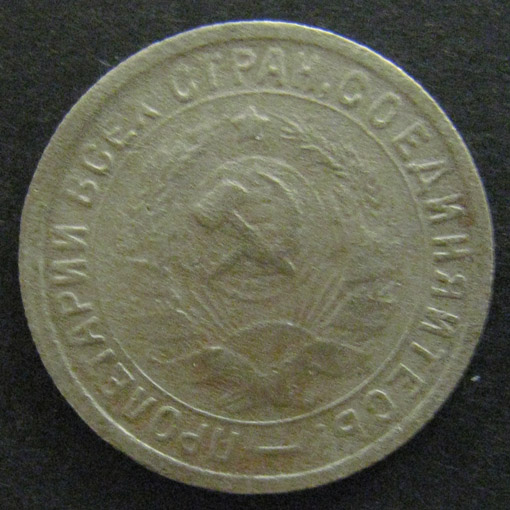 ПРОЛЕТАРИИ ВСЕХ СТРАН, СОЕДИНЯЙТЕСЬ! —